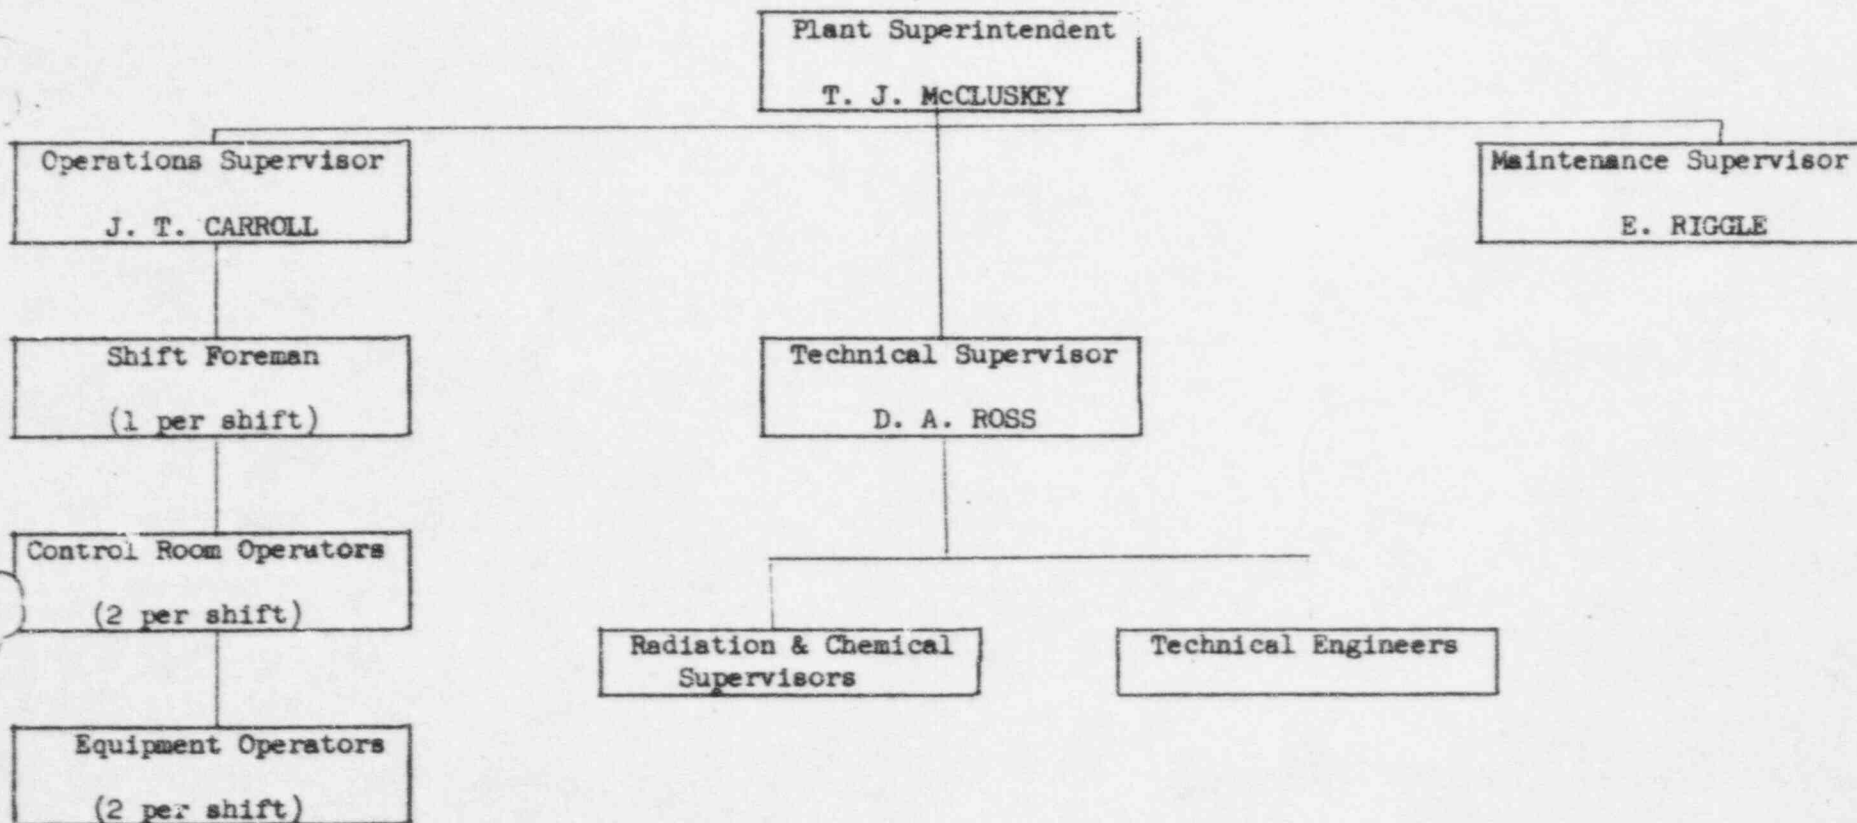 Plant Superintendent
T. J. McCLUSKEY
Operations Supervisor
J. T. CARROLL
Maintenance Supervisor
E. RIGGLE
Shift Foreman
(1 per shift)
Technical Supervisor
D. A. ROSS
Control Room Operators
(2 per shift)
Radiation & Chemical
Supervisors
Technical Engineers
Equipment Operators
(2 per shift)